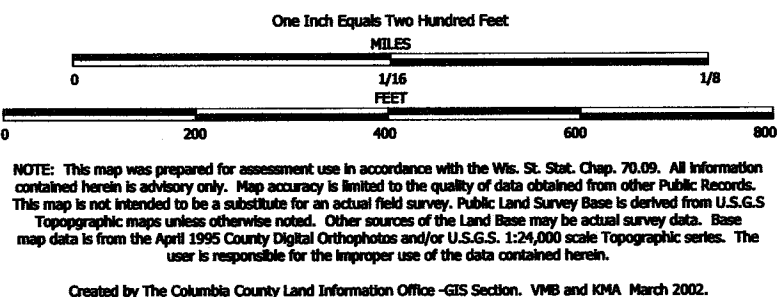 One Inch Equals Two Hundred Feet
MILES
0 1/16 1/8
FEET
0 200 400 600 800
NOTE: This map was prepared for assessment use in accordance with the Wis. St. Stat. Chap. 70.09. All information
contained herein is advisory only. Map accuracy is limited to the quality of data obtained from other Public Records.
This map is not intended to be a substitute for an actual field survey. Public Land Survey Base is derived from U.S.G.S
Topopgraphic maps unless otherwise noted. Other sources of the Land Base may be actual survey data. Base
map data is from the April 1995 County Digital Orthophotos and/or U.S.G.S. 1:24,000 scale Topographic series. The
user is responsible for the improper use of the data contained herein.
Created by The Columbia County Land Information Office -GIS Section. VMB and KMA March 2002.